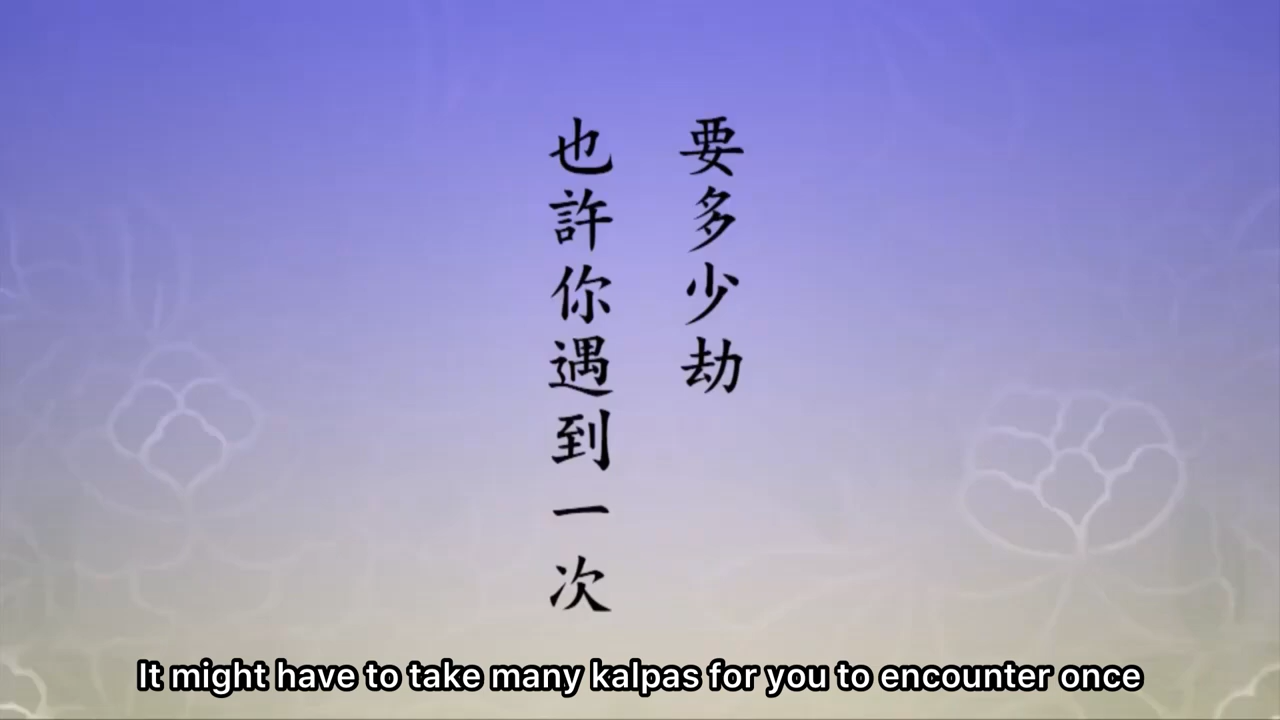 要多少劫
也許你遇到一次
It might have to take many kalpas for you to encounter once